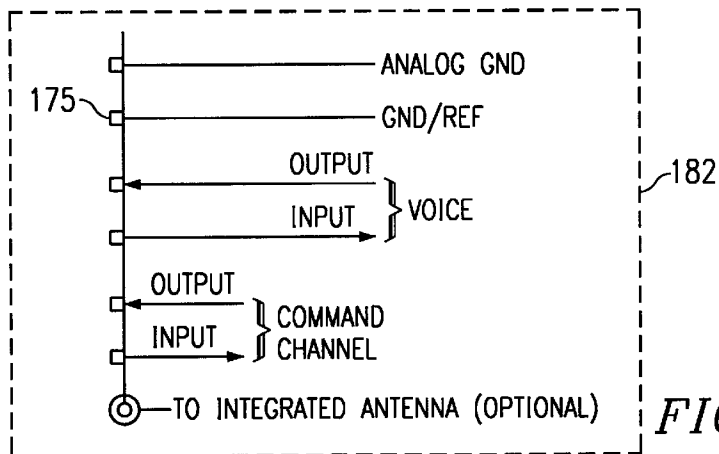 ANALOG GND
175
GND/REF
OUTPUT
182
VOICE
INPUT
OUTPUT
COMMAND
INPUT
CHANNEL
TO INTEGRATED ANTENNA (OPTIONAL)